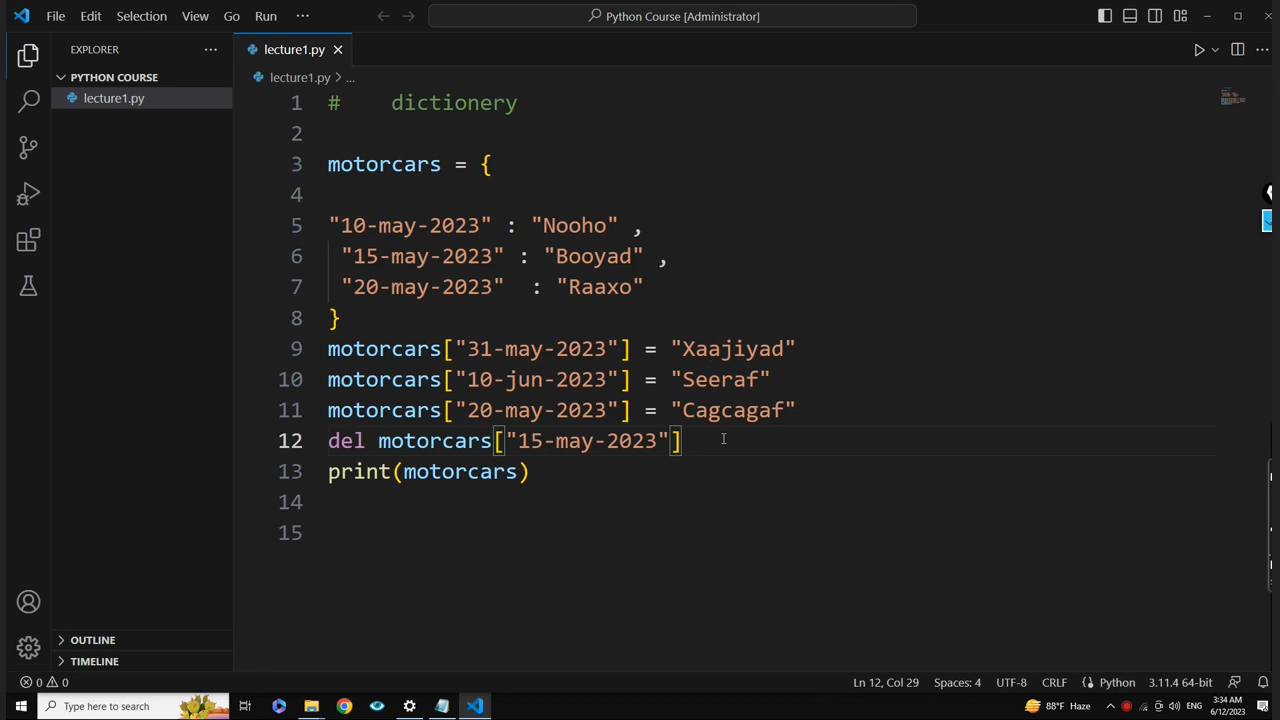 File Edit Selection View Go Run ··· Python Course [Administrator]
EXPLORER ···
lecture1.py
PYTHON COURSE
lecture1.py
lecture1.py > ...
1 #    dictionery
2
3 motorcars = {
4
5 "10-may-2023" : "Nooho" ,
6  "15-may-2023" : "Booyad" ,
7  "20-may-2023"  : "Raaxo"
8 }
9 motorcars["31-may-2023"] = "Xaajiyad"
10 motorcars["10-jun-2023"] = "Seeraf"
11 motorcars["20-may-2023"] = "Cagcagaf"
12 del motorcars["15-may-2023"]
13 print(motorcars)
14
15
OUTLINE
TIMELINE
0 0 Ln 12, Col 29 Spaces: 4 UTF-8 CRLF Python 3.11.4 64-bit
Type here to search 88°F Haze ENG 3:34 AM
6/12/2023